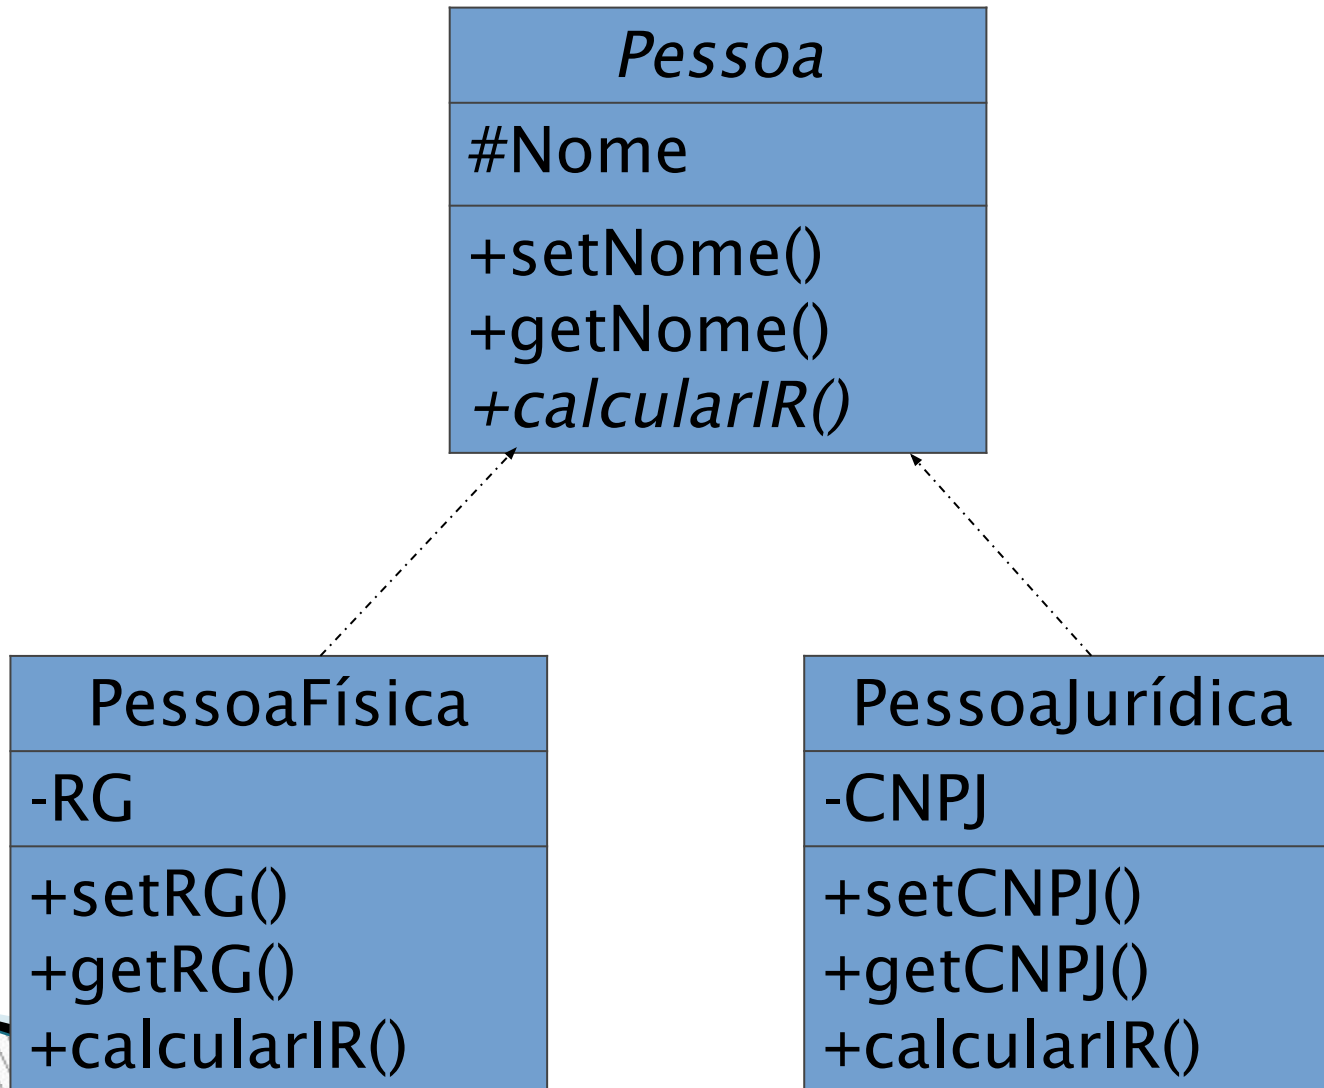 Pessoa
#Nome
+setNome()
+getNome()
+calcularIR()
PessoaFísica
-RG
+setRG()
+getRG()
+calcularIR()
PessoaJurídica
-CNPJ
+setCNPJ()
+getCNPJ()
+calcularIR()